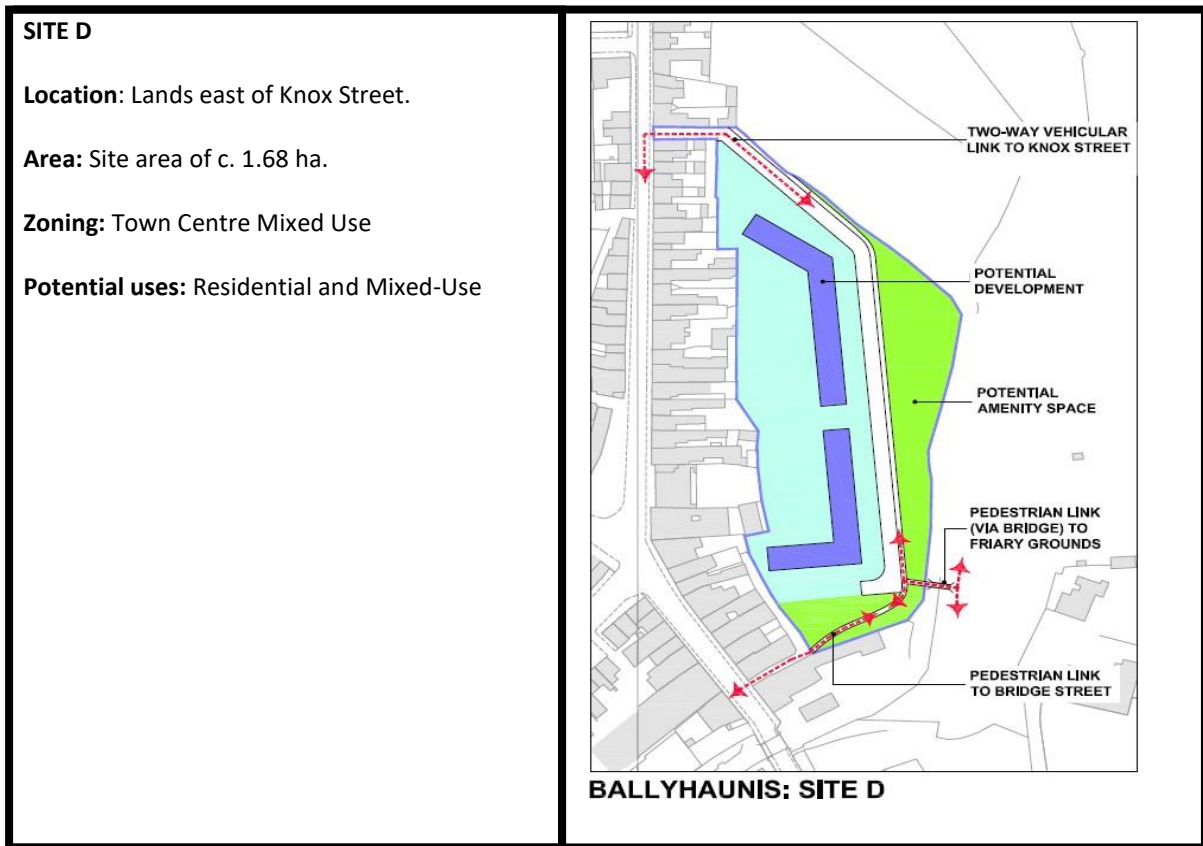 SITE D
Location: Lands east of Knox Street.
Area: Site area of c. 1.68 ha.
Zoning: Town Centre Mixed Use
Potential uses: Residential and Mixed-Use
TWO-WAY VEHICULAR
LINK TO KNOX STREET
POTENTIAL
DEVELOPMENT
POTENTIAL
AMENITY SPACE
PEDESTRIAN LINK
(VIA BRIDGE) TO
FRIARY GROUNDS
PEDESTRIAN LINK
TO BRIDGE STREET
BALLYHAUNIS: SITE D